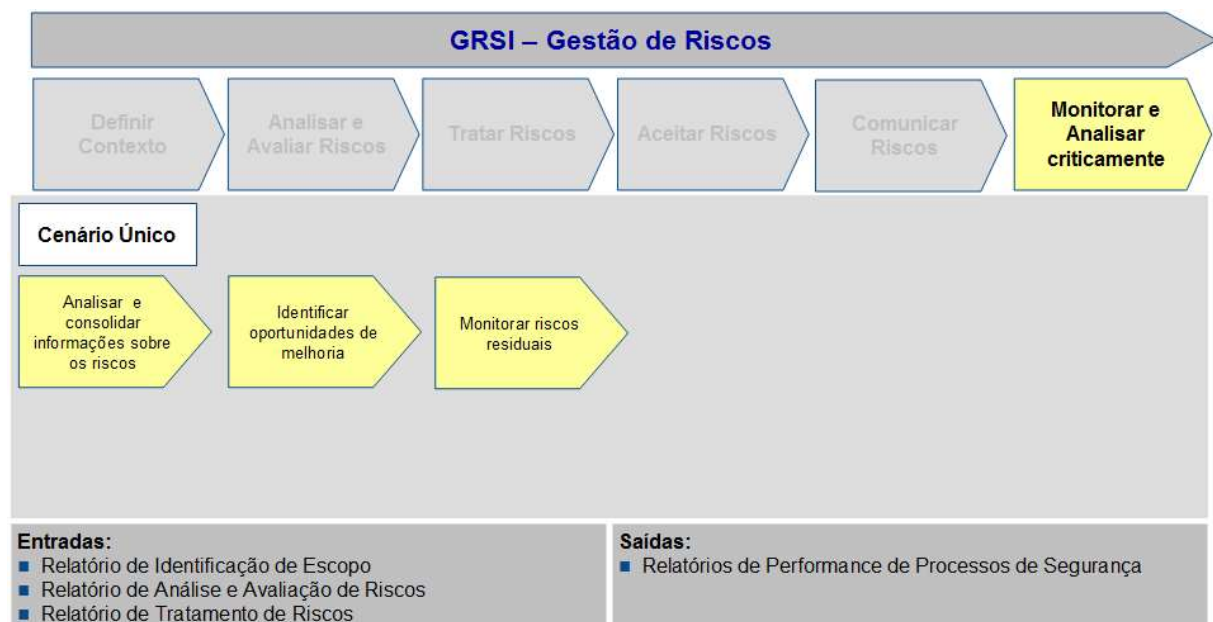 GRSI – Gestão de Riscos
Definir
Contexto
Analisar e
Avaliar Riscos
Tratar Riscos
Aceitar Riscos
Comunicar
Riscos
Monitorar e
Analisar
criticamente
Cenário Único
Analisar e
consolidar
informações sobre
os riscos
Identificar
oportunidades de
melhoria
Monitorar riscos
residuais
Entradas:
■ Relatório de Identificação de Escopo
■ Relatório de Análise e Avaliação de Riscos
■ Relatório de Tratamento de Riscos
Saídas:
■ Relatórios de Performance de Processos de Segurança